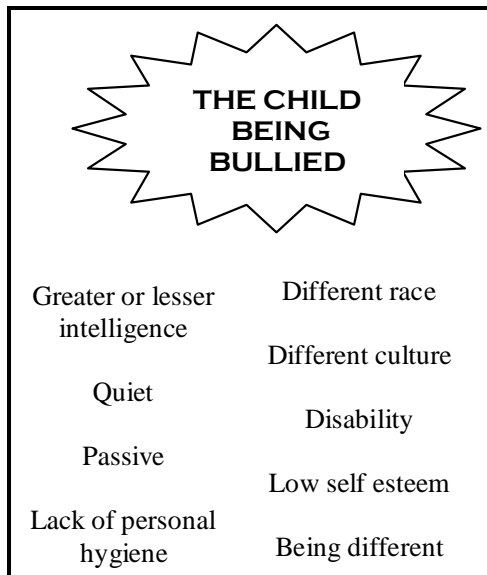 THE CHILD
BEING
BULLIED
Greater or lesser
intelligence
Quiet
Passive
Lack of personal
hygiene
Different race
Different culture
Disability
Low self esteem
Being different